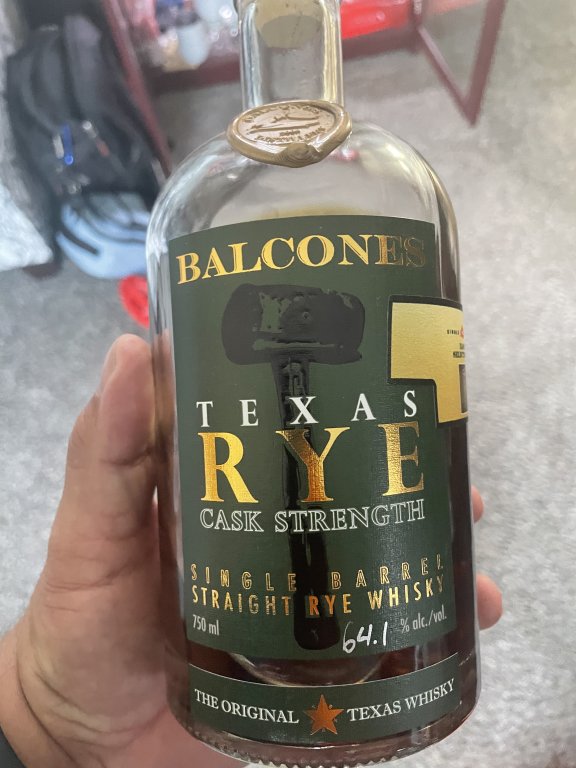 BALCONES
TEXAS
RYE
CASK STRENGTH
SINGLE BARREL
STRAIGHT RYE WHISKY
750 ml 64.1 % alc./vol.
THE ORIGINAL TEXAS WHISKY
SINGLE